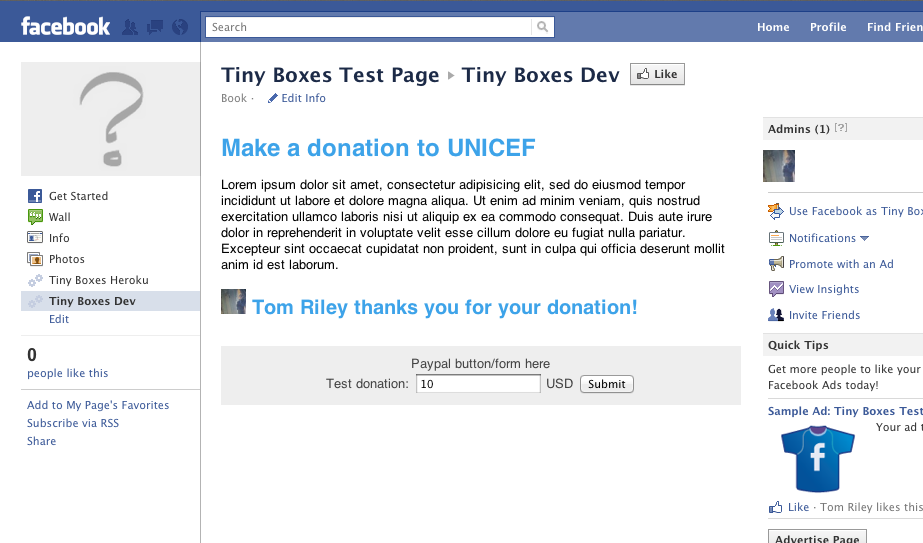 facebook
Search
Home Profile Find Frien
Tiny Boxes Test Page ▸ Tiny Boxes Dev Like
Book · Edit Info
Get Started
Wall
Info
Photos
Tiny Boxes Heroku
Tiny Boxes Dev
Edit
0
people like this
Add to My Page's Favorites
Subscribe via RSS
Share
Make a donation to UNICEF
Lorem ipsum dolor sit amet, consectetur adipisicing elit, sed do eiusmod tempor
incididunt ut labore et dolore magna aliqua. Ut enim ad minim veniam, quis nostrud
exercitation ullamco laboris nisi ut aliquip ex ea commodo consequat. Duis aute irure
dolor in reprehenderit in voluptate velit esse cillum dolore eu fugiat nulla pariatur.
Excepteur sint occaecat cupidatat non proident, sunt in culpa qui officia deserunt mollit
anim id est laborum.
Tom Riley thanks you for your donation!
Paypal button/form here
Test donation: 10 USD Submit
Admins (1) [?]
Use Facebook as Tiny Box
Notifications
Promote with an Ad
View Insights
Invite Friends
Quick Tips
Get more people to like your
Facebook Ads today!
Sample Ad: Tiny Boxes Test
Your ad t
f
Like · Tom Riley likes this
Advertise Page